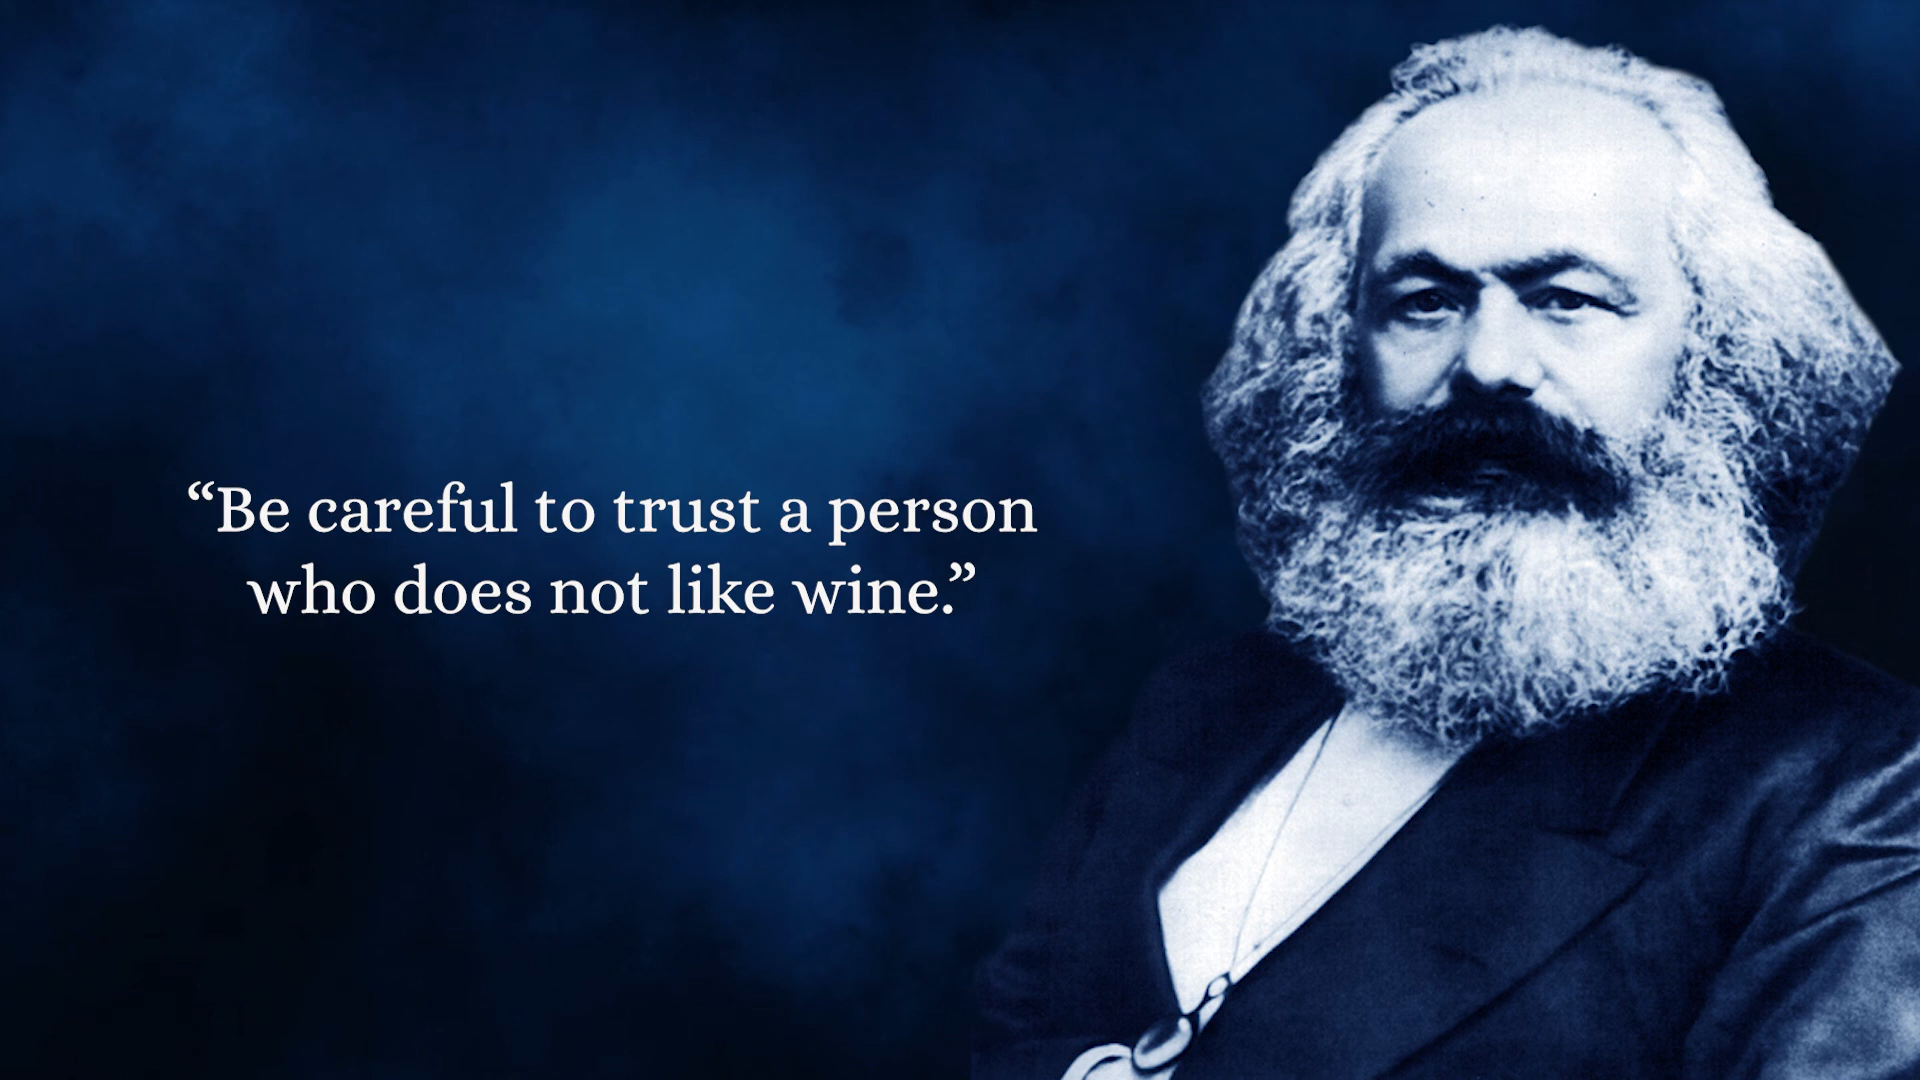 “Be careful to trust a person
who does not like wine.”